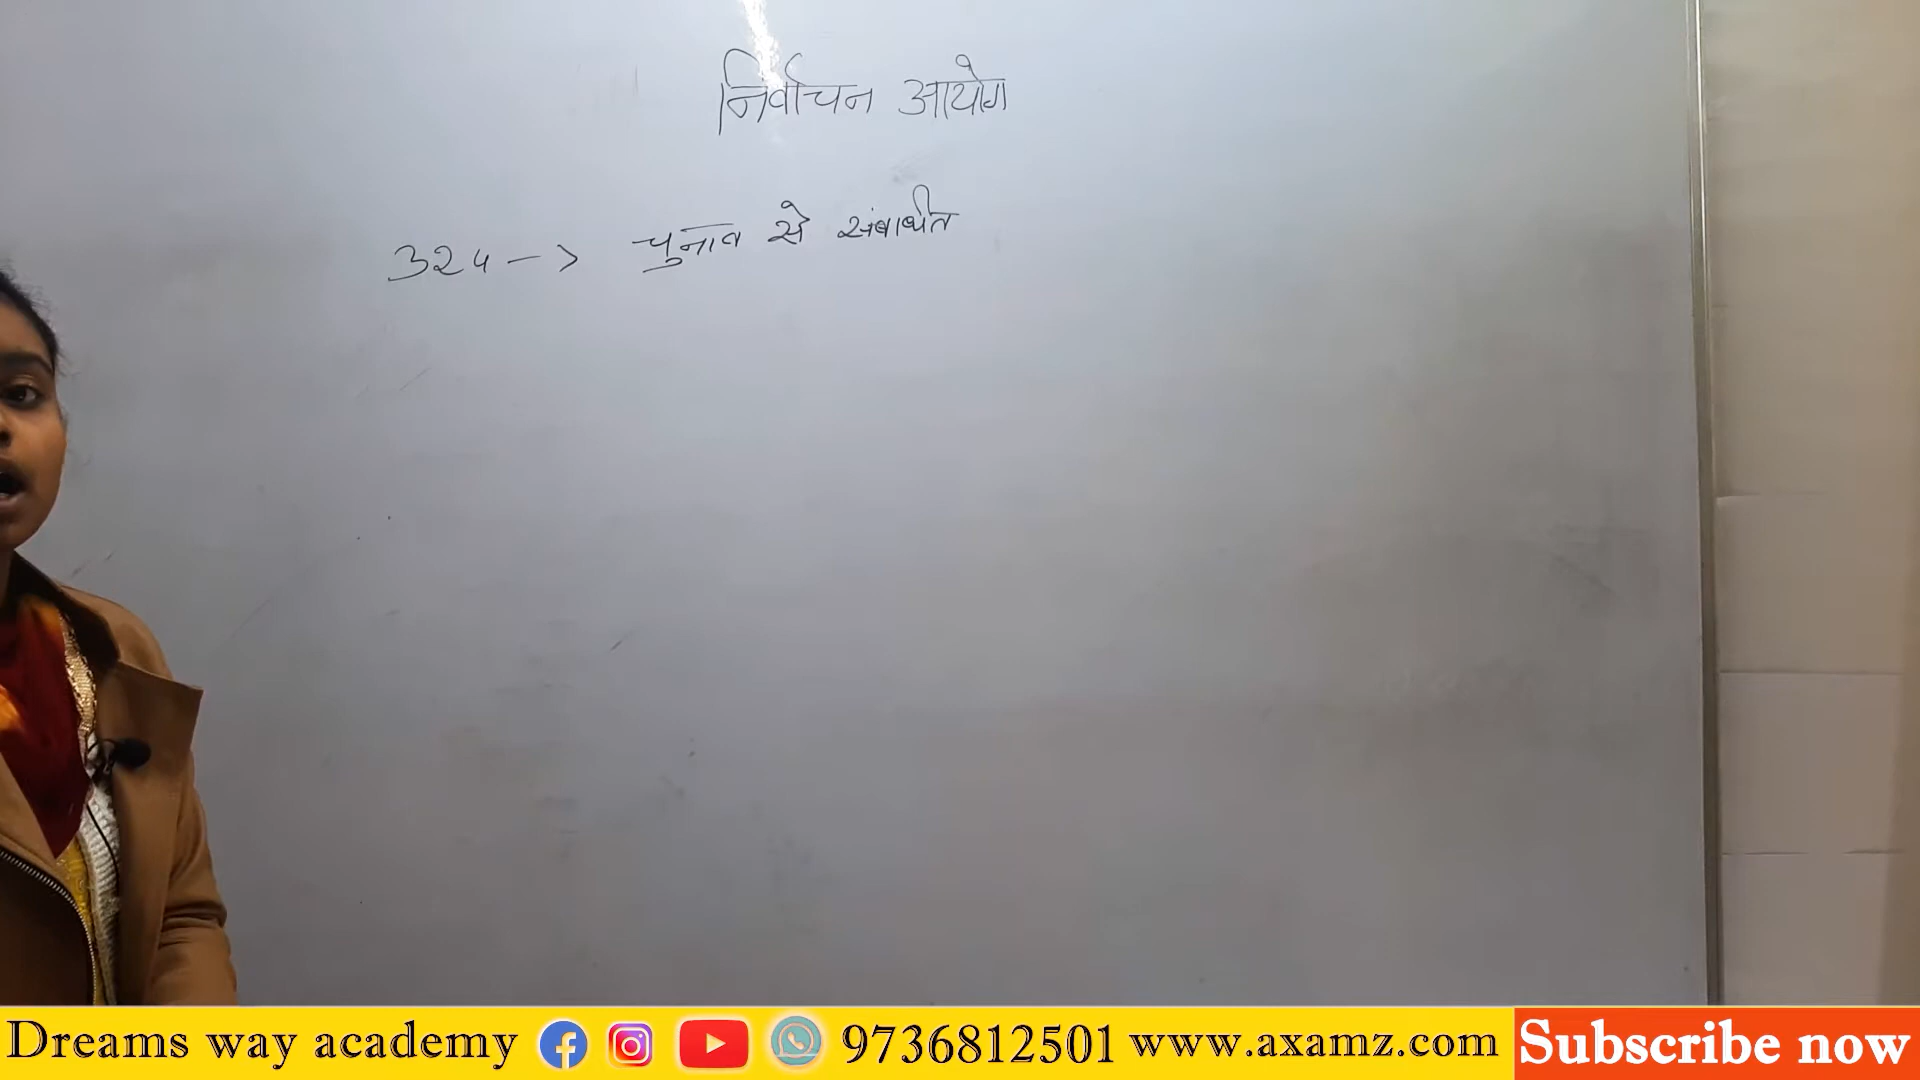 निर्वाचन आयोग
324 -> चुनाव से संबाधीत
Dreams way academy 9736812501 www.axamz.com Subscribe now